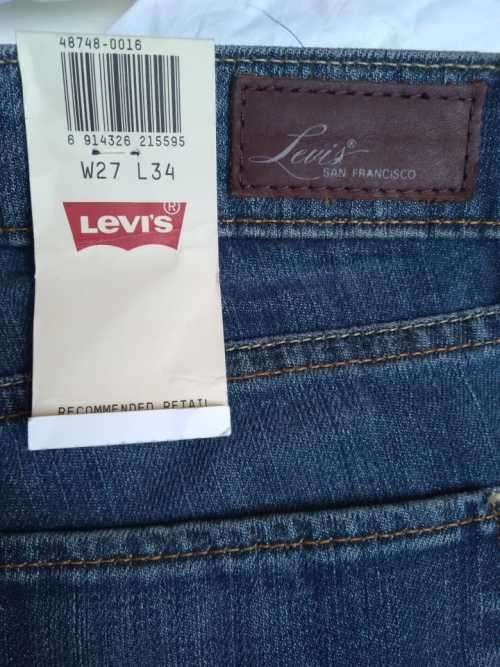 48748-0016
6 914326 215595
W27 L34
LEVI'S®
RECOMMENDED RETAIL
Levi's®
SAN FRANCISCO